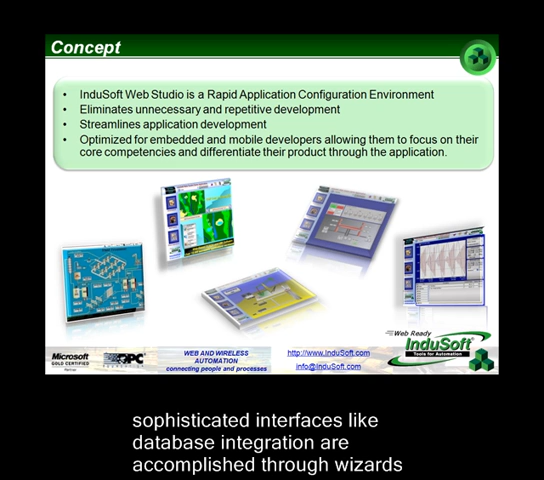 Concept
• InduSoft Web Studio is a Rapid Application Configuration Environment
• Eliminates unnecessary and repetitive development
• Streamlines application development
• Optimized for embedded and mobile developers allowing them to focus on their
core competencies and differentiate their product through the application.
Web Ready
InduSoft
Tools for Automation
Microsoft
GOLD CERTIFIED
Partner
OPC
FOUNDATION
WEB AND WIRELESS
AUTOMATION
connecting people and processes
http://www.InduSoft.com
info@InduSoft.com
sophisticated interfaces like
database integration are
accomplished through wizards